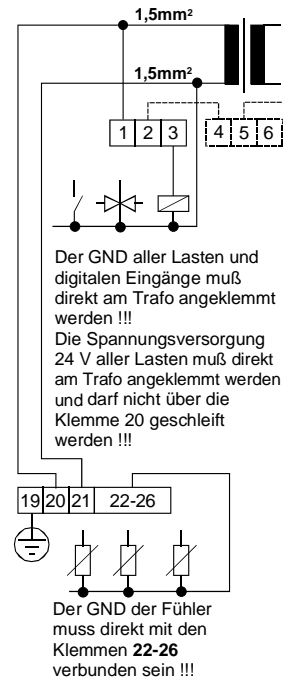 1,5mm²
1,5mm²
1 2 3 4 5 6
Der GND aller Lasten und
digitalen Eingänge muß
direkt am Trafo angeklemmt
werden !!!
Die Spannungsversorgung
24 V aller Lasten muß direkt
am Trafo angeklemmt werden
und darf nicht über die
Klemme 20 geschleift
werden !!!
19 20 21 22-26
Der GND der Fühler
muss direkt mit den
Klemmen 22-26
verbunden sein !!!